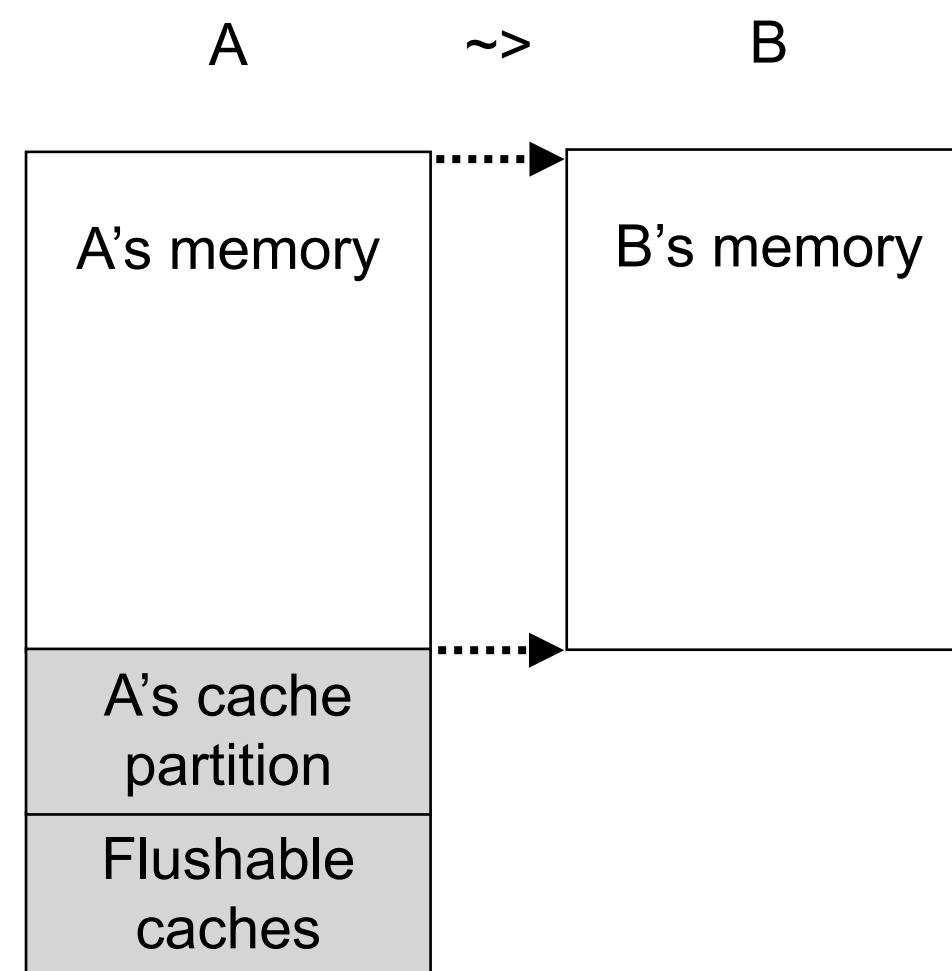 A ~> B
A’s memory
B’s memory
A’s cache
partition
Flushable
caches